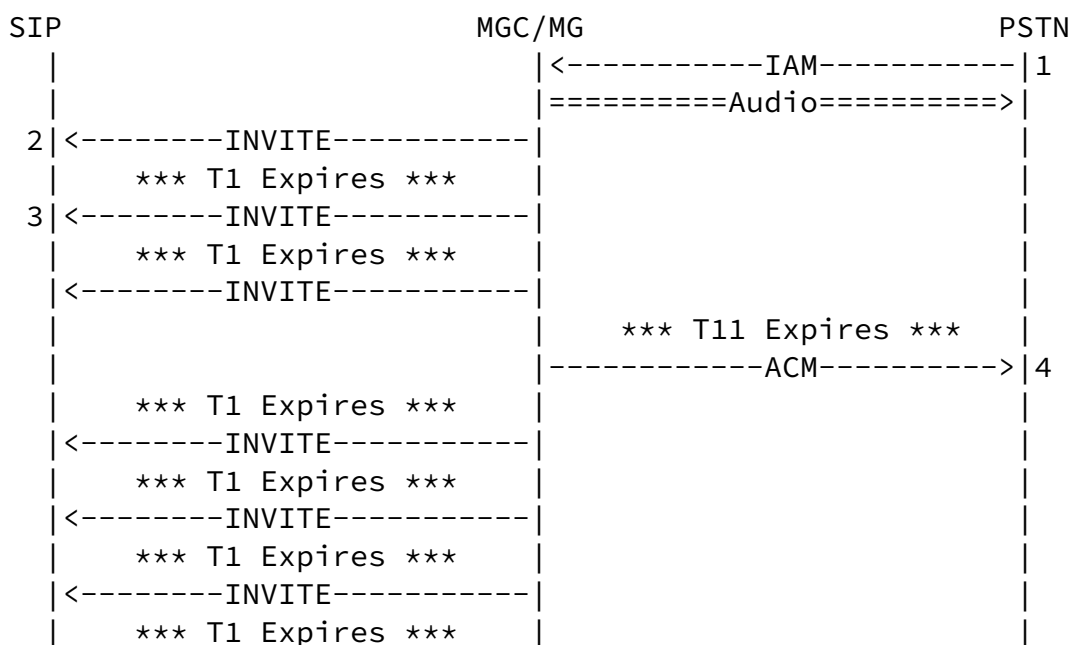 SIP                       MGC/MG                       PSTN
  |                          |<-----------IAM-----------|1
  |                          |==========Audio==========>|
 2|<--------INVITE-----------|                          |
  |    *** T1 Expires ***    |                          |
 3|<--------INVITE-----------|                          |
  |    *** T1 Expires ***    |                          |
  |<--------INVITE-----------|                          |
  |                          |    *** T11 Expires ***   |
  |                          |------------ACM---------->|4
  |    *** T1 Expires ***    |                          |
  |<--------INVITE-----------|                          |
  |    *** T1 Expires ***    |                          |
  |<--------INVITE-----------|                          |
  |    *** T1 Expires ***    |                          |
  |<--------INVITE-----------|                          |
  |    *** T1 Expires ***    |                          |